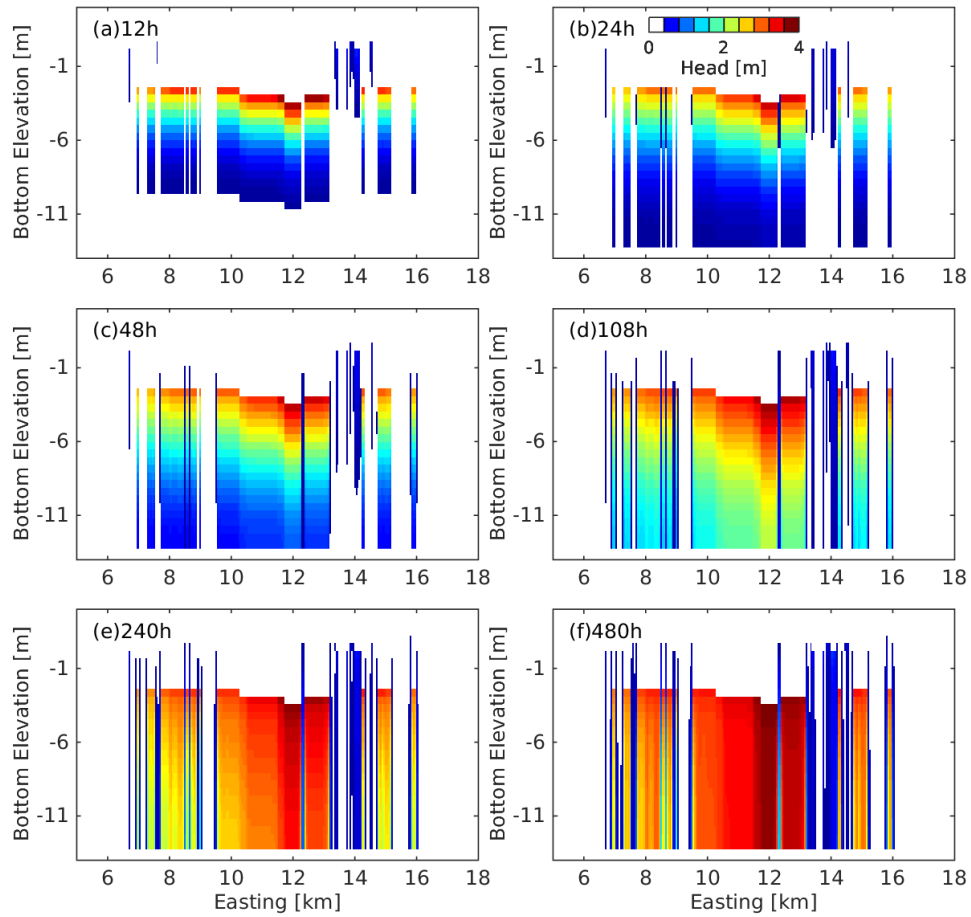 (a)12h
Bottom Elevation [m]
-1
-6
-11
6 8 10 12 14 16 18
(b)24h
0 2 4
Head [m]
Bottom Elevation [m]
-1
-6
-11
6 8 10 12 14 16 18
(c)48h
Bottom Elevation [m]
-1
-6
-11
6 8 10 12 14 16 18
(d)108h
Bottom Elevation [m]
-1
-6
-11
6 8 10 12 14 16 18
(e)240h
Bottom Elevation [m]
-1
-6
-11
6 8 10 12 14 16 18
Easting [km]
(f)480h
Bottom Elevation [m]
-1
-6
-11
6 8 10 12 14 16 18
Easting [km]